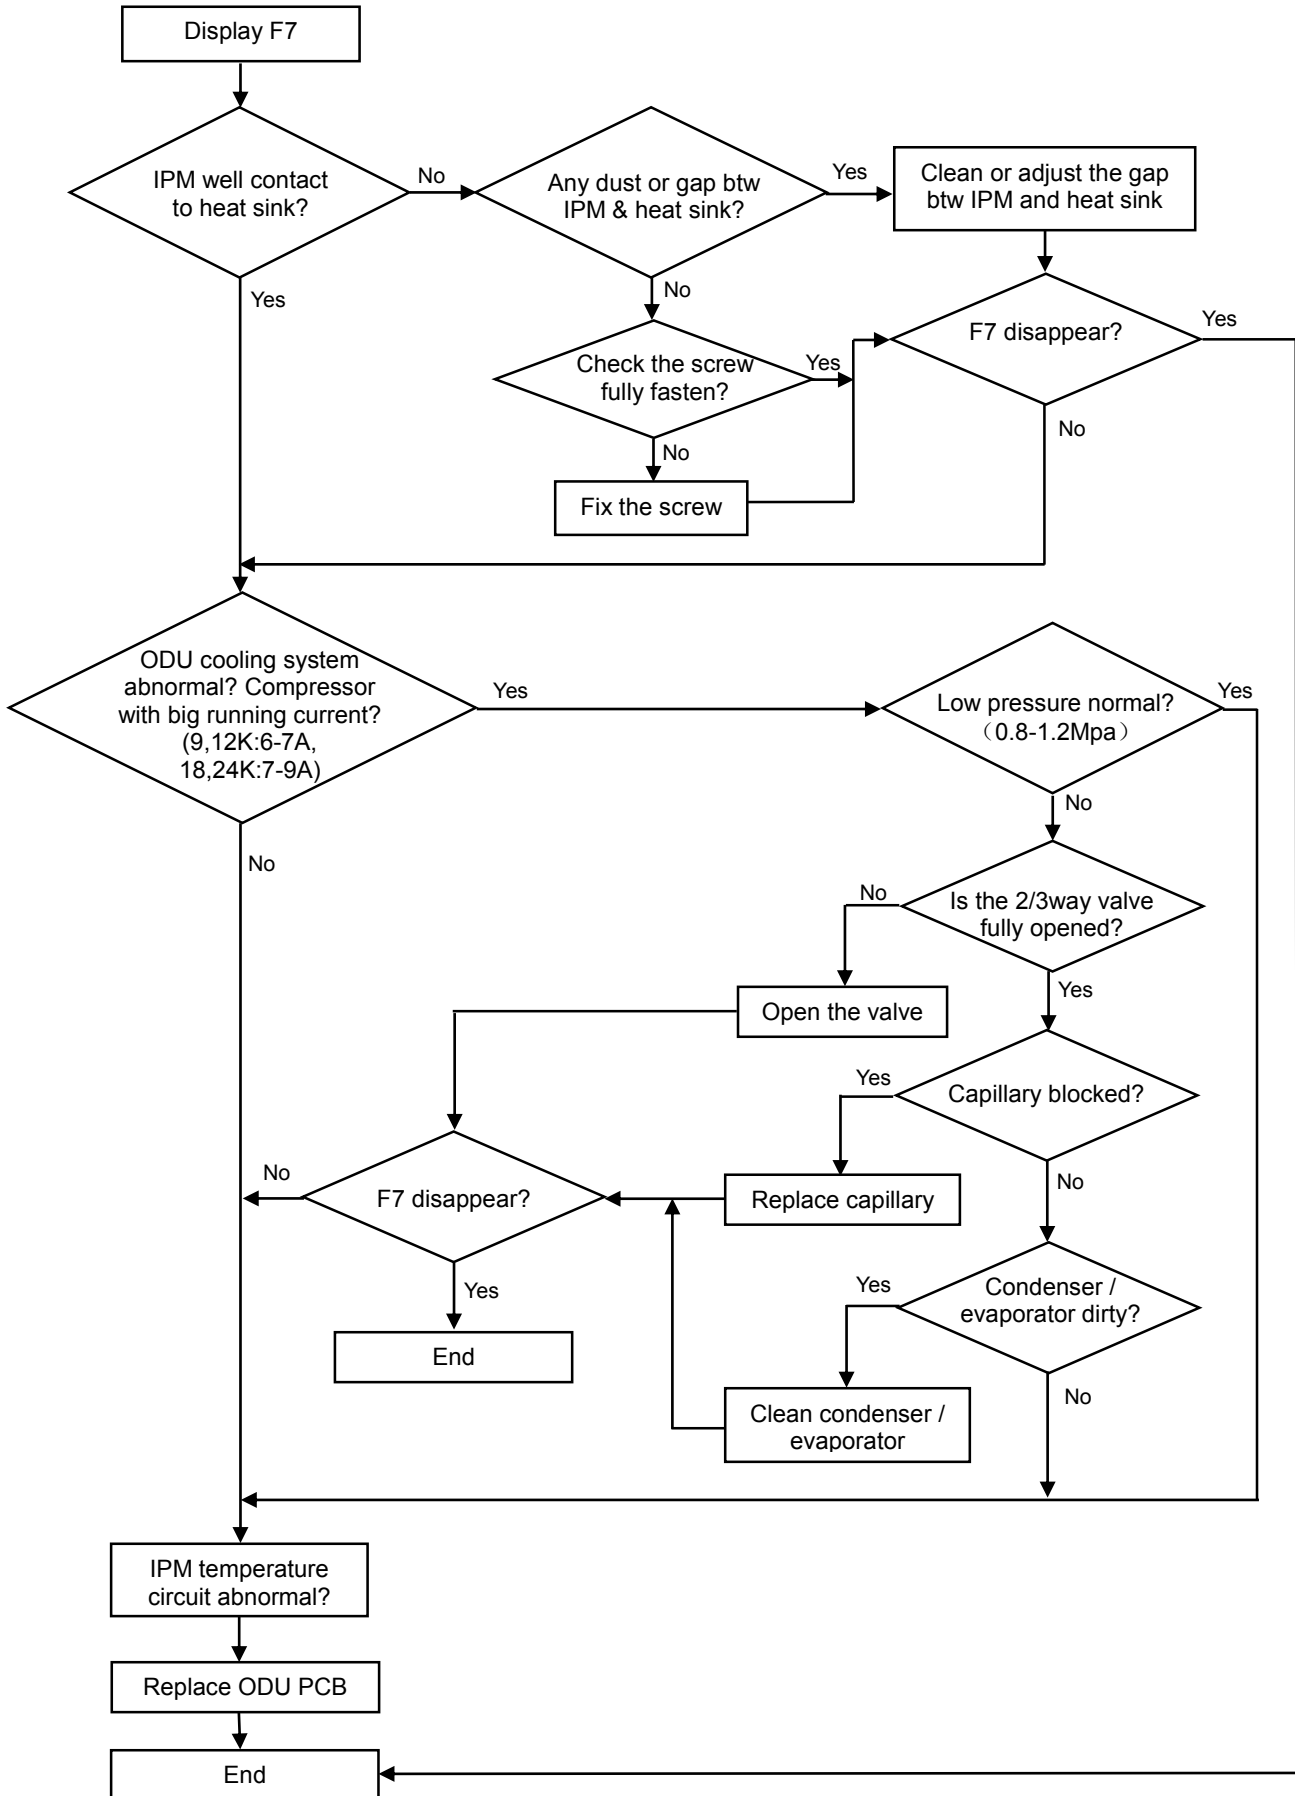 Display F7
IPM well contact
to heat sink?
No
Any dust or gap btw
IPM & heat sink?
Yes
Clean or adjust the gap
btw IPM and heat sink
Yes
No
F7 disappear?
Yes
Check the screw
fully fasten?
Yes
No
No
Fix the screw
ODU cooling system
abnormal? Compressor
with big running current?
(9,12K:6-7A,
18,24K:7-9A)
Yes
Low pressure normal?
(0.8-1.2Mpa)
Yes
No
No
No
Is the 2/3way valve
fully opened?
Yes
Open the valve
Yes
Capillary blocked?
No
F7 disappear?
No
Replace capillary
Yes
Yes
Condenser /
evaporator dirty?
End
No
Clean condenser /
evaporator
IPM temperature
circuit abnormal?
Replace ODU PCB
End